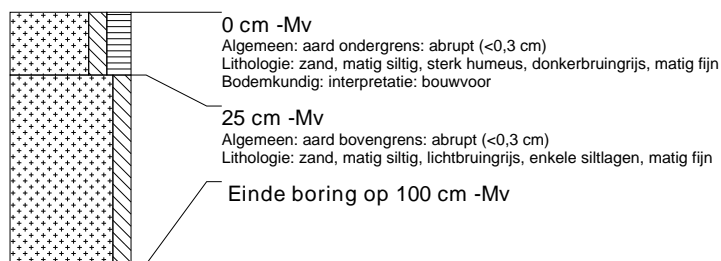 0 cm -Mv
Algemeen: aard ondergrens: abrupt (<0,3 cm)
Lithologie: zand, matig siltig, sterk humeus, donkerbruingrijs, matig fijn
Bodemkundig: interpretatie: bouwvoor
25 cm -Mv
Algemeen: aard bovengrens: abrupt (<0,3 cm)
Lithologie: zand, matig siltig, lichtbruingrijs, enkele siltlagen, matig fijn
Einde boring op 100 cm -Mv